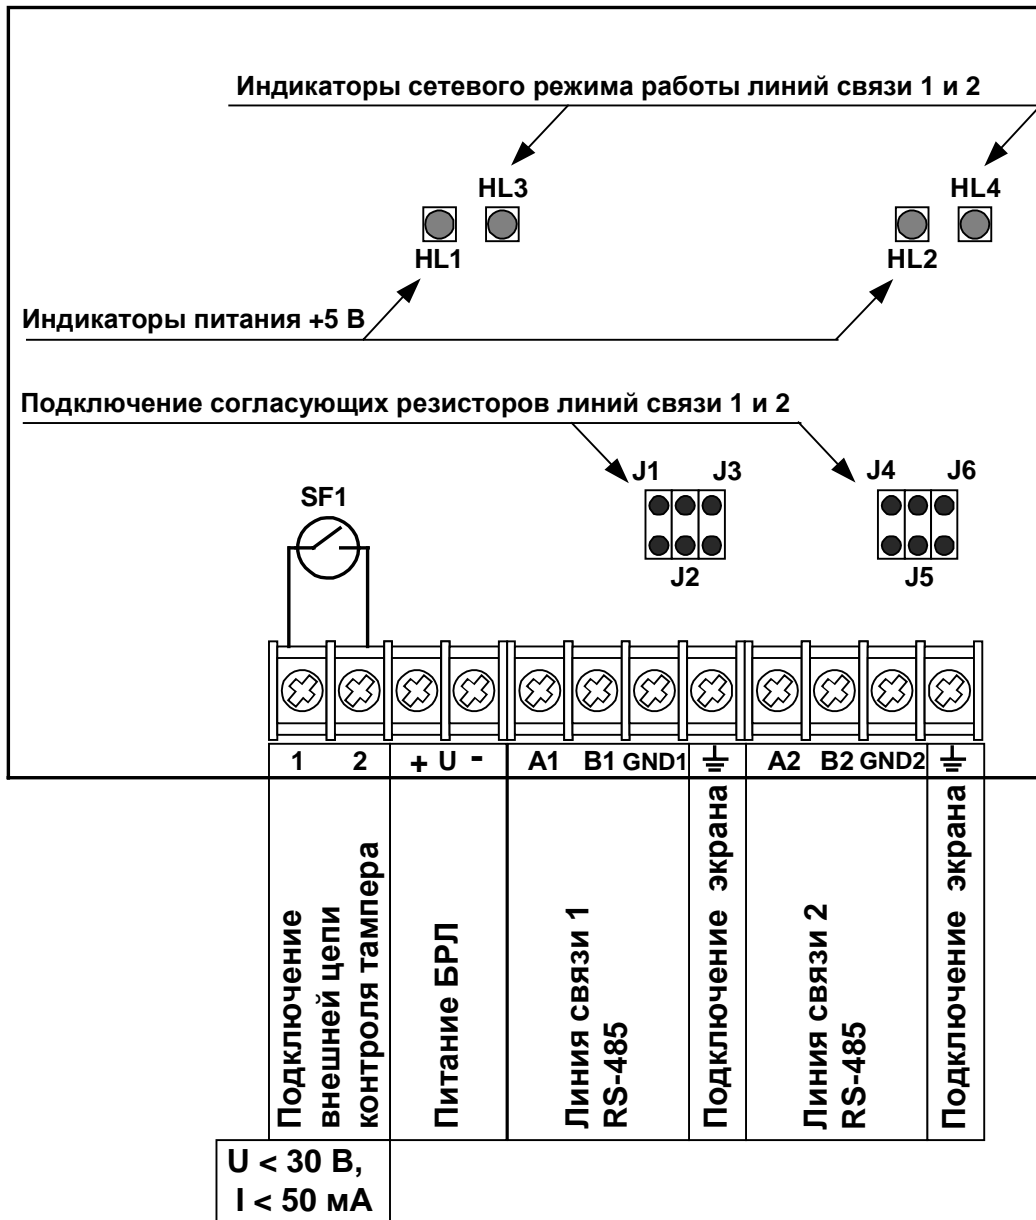 Индикаторы сетевого режима работы линий связи 1 и 2
HL3
HL4
HL1
HL2
Индикаторы питания +5 В
Подключение согласующих резисторов линий связи 1 и 2
J1
J3
J4
J6
SF1
J2
J5
1
2
+ U -
A1
B1
GND1
A2
B2
GND2
Подключение
внешней цепи
контроля тампера
Питание БРЛ
Линия связи 1
RS-485
Подключение экрана
Линия связи 2
RS-485
Подключение экрана
U < 30 В,
I < 50 мА